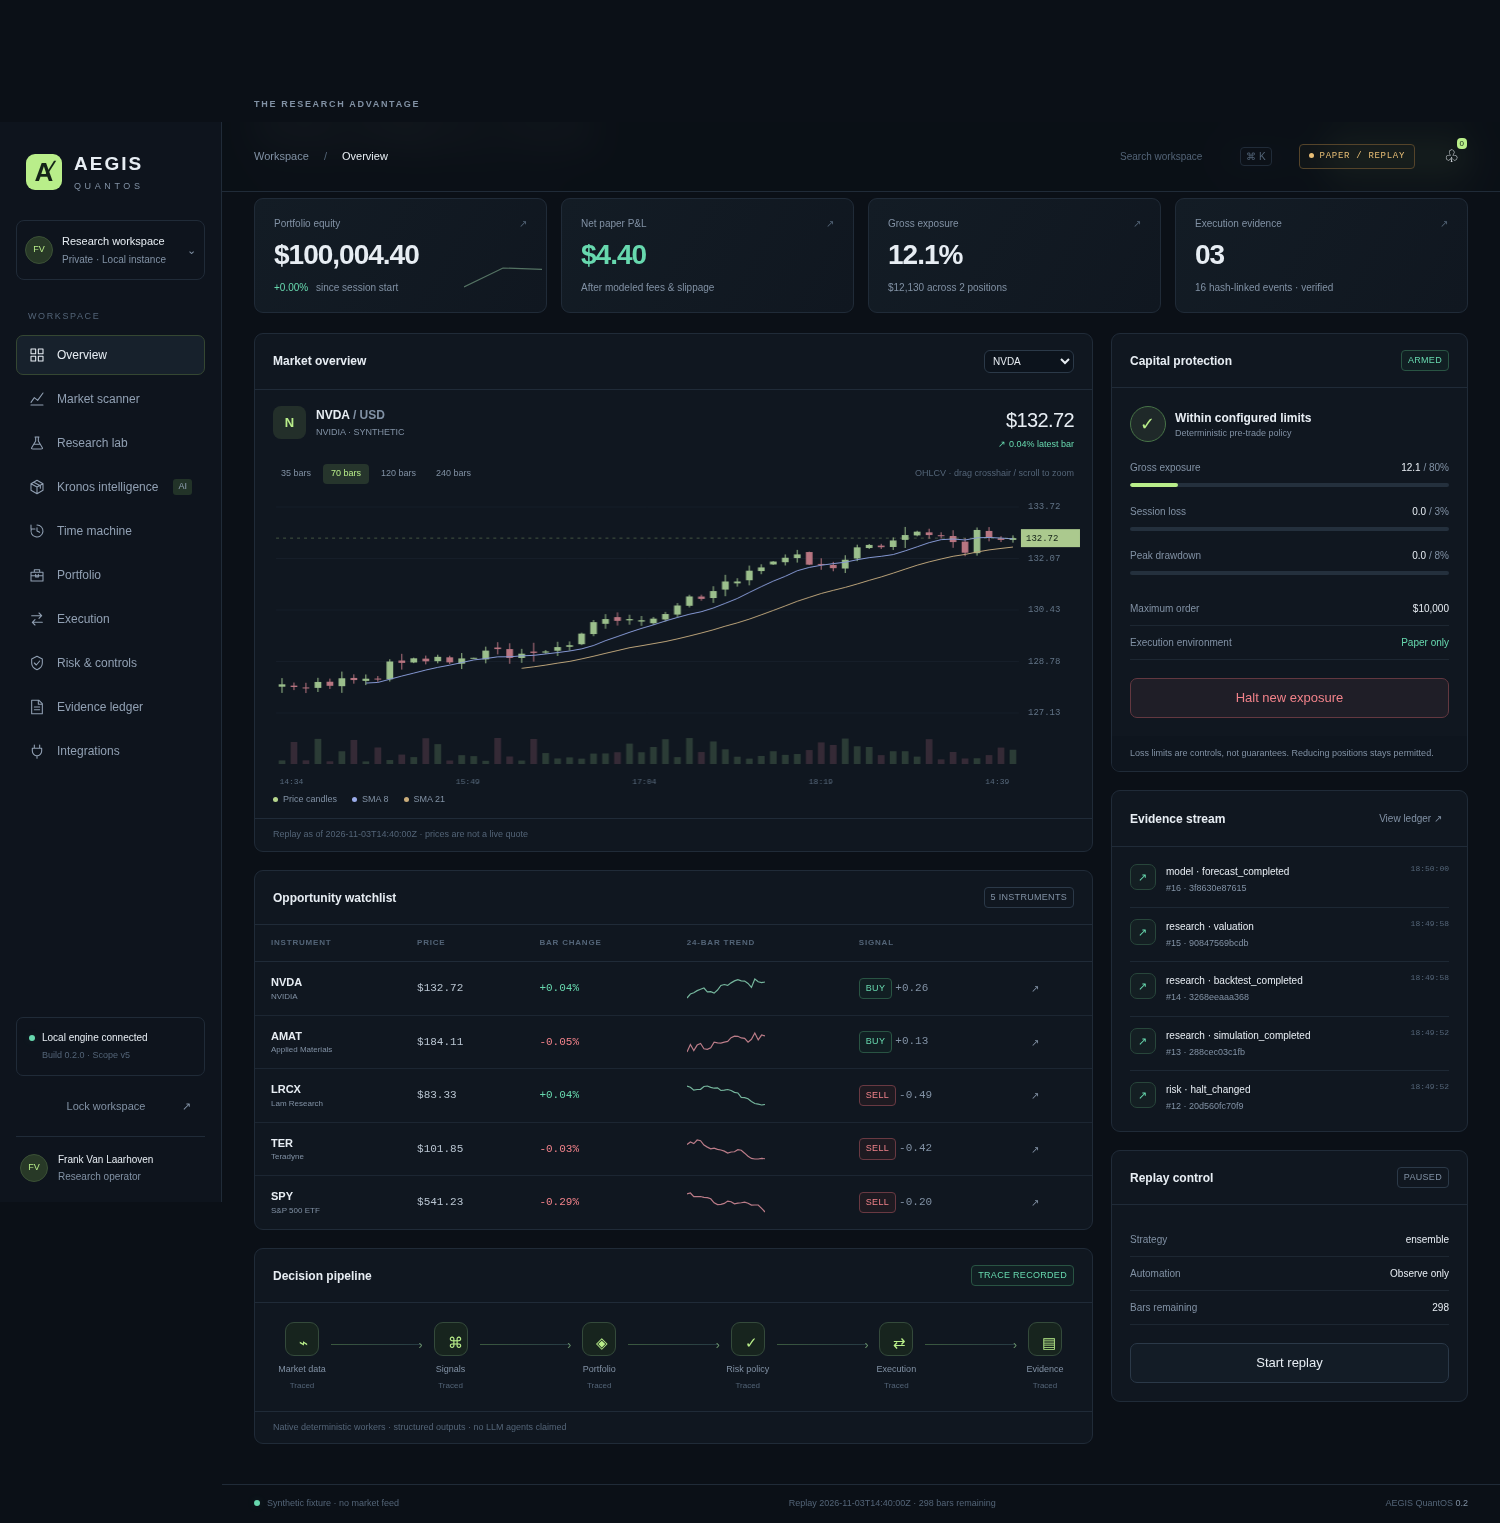 THE RESEARCH ADVANTAGE
AEGIS
QUANTOS
Workspace / Overview
Search workspace
⌘ K
PAPER / REPLAY
0
FV
Research workspace
Private · Local instance
WORKSPACE
Overview
Market scanner
Research lab
Kronos intelligence AI
Time machine
Portfolio
Execution
Risk & controls
Evidence ledger
Integrations
Local engine connected
Build 0.2.0 · Scope v5
Lock workspace ↗
FV
Frank Van Laarhoven
Research operator
Portfolio equity ↗
$100,004.40
+0.00% since session start
Net paper P&L ↗
$4.40
After modeled fees & slippage
Gross exposure ↗
12.1%
$12,130 across 2 positions
Execution evidence ↗
03
16 hash-linked events · verified
Market overview
NVDA
N
NVDA / USD
NVIDIA · SYNTHETIC
$132.72
↗ 0.04% latest bar
35 bars 70 bars 120 bars 240 bars
OHLCV · drag crosshair / scroll to zoom
133.72
132.72
132.07
130.43
128.78
127.13
14:34 15:49 17:04 18:19 14:39
Price candles SMA 8 SMA 21
Replay as of 2026-11-03T14:40:00Z · prices are not a live quote
Opportunity watchlist
5 INSTRUMENTS
INSTRUMENT PRICE BAR CHANGE 24-BAR TREND SIGNAL
NVDA $132.72 +0.04% BUY +0.26 ↗
NVIDIA
AMAT $184.11 -0.05% BUY +0.13 ↗
Applied Materials
LRCX $83.33 +0.04% SELL -0.49 ↗
Lam Research
TER $101.85 -0.03% SELL -0.42 ↗
Teradyne
SPY $541.23 -0.29% SELL -0.20 ↗
S&P 500 ETF
Decision pipeline
TRACE RECORDED
Market data Signals Portfolio Risk policy Execution Evidence
Traced Traced Traced Traced Traced Traced
Native deterministic workers · structured outputs · no LLM agents claimed
Capital protection
ARMED
✓
Within configured limits
Deterministic pre-trade policy
Gross exposure 12.1 / 80%
Session loss 0.0 / 3%
Peak drawdown 0.0 / 8%
Maximum order $10,000
Execution environment Paper only
Halt new exposure
Loss limits are controls, not guarantees. Reducing positions stays permitted.
Evidence stream
View ledger ↗
model · forecast_completed 18:50:00
#16 · 3f8630e87615
research · valuation 18:49:58
#15 · 90847569bcdb
research · backtest_completed 18:49:58
#14 · 3268eeaaa368
research · simulation_completed 18:49:52
#13 · 288cec03c1fb
risk · halt_changed 18:49:52
#12 · 20d560fc70f9
Replay control
PAUSED
Strategy ensemble
Automation Observe only
Bars remaining 298
Start replay
Synthetic fixture · no market feed
Replay 2026-11-03T14:40:00Z · 298 bars remaining
AEGIS QuantOS 0.2